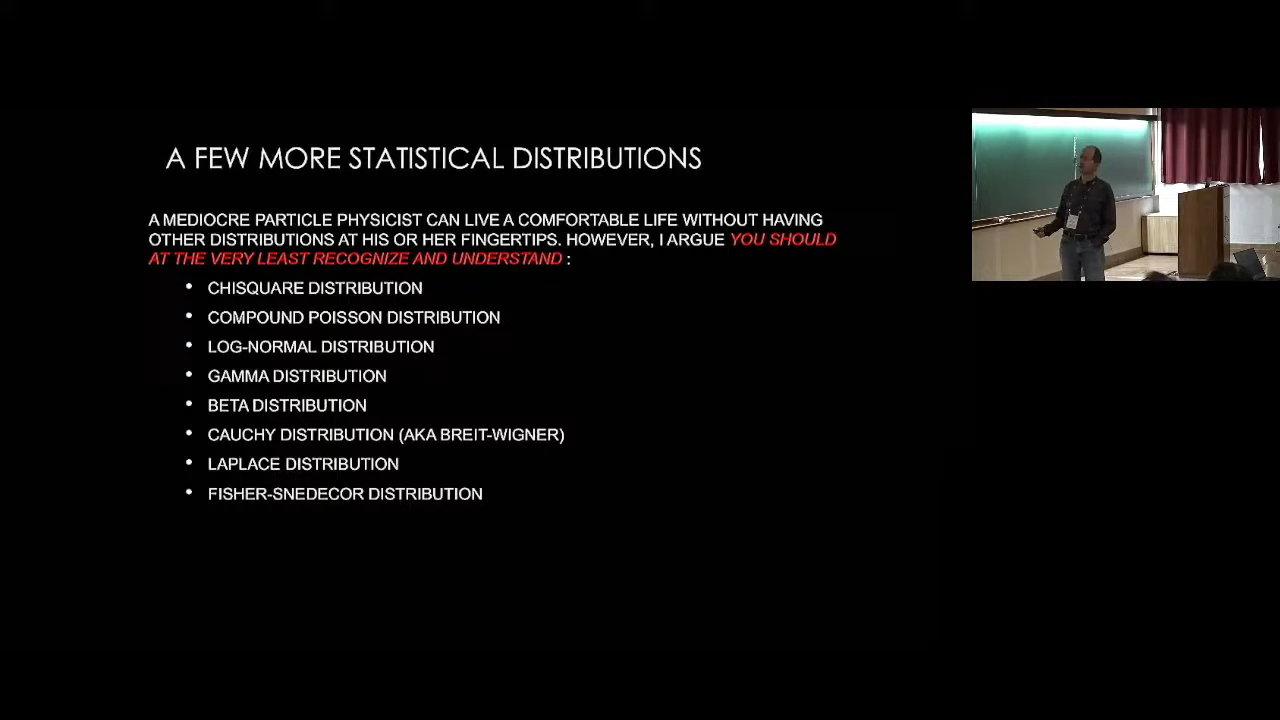 A FEW MORE STATISTICAL DISTRIBUTIONS
A MEDIOCRE PARTICLE PHYSICIST CAN LIVE A COMFORTABLE LIFE WITHOUT HAVING
OTHER DISTRIBUTIONS AT HIS OR HER FINGERTIPS. HOWEVER, I ARGUE YOU SHOULD
AT THE VERY LEAST RECOGNIZE AND UNDERSTAND :
• CHISQUARE DISTRIBUTION
• COMPOUND POISSON DISTRIBUTION
• LOG-NORMAL DISTRIBUTION
• GAMMA DISTRIBUTION
• BETA DISTRIBUTION
• CAUCHY DISTRIBUTION (AKA BREIT-WIGNER)
• LAPLACE DISTRIBUTION
• FISHER-SNEDECOR DISTRIBUTION